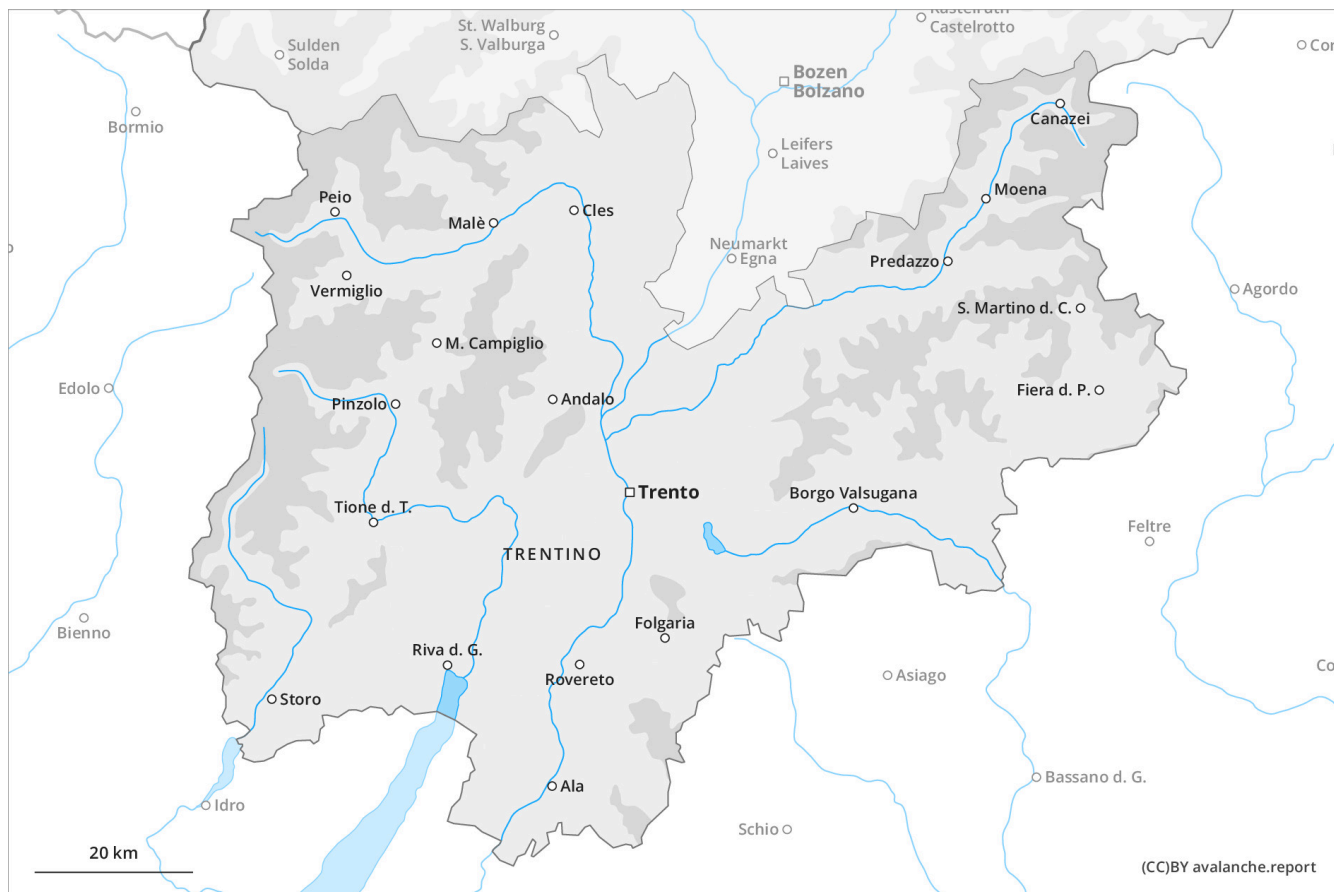 Kastelruth
Castelrotto
St. Walburg
S. Valburga
Sulden
Solda
Bozen
Bolzano
Bormio
Canazei
Leifers
Laives
Moena
Peio
Malè
Cles
Neumarkt
Egna
Predazzo
Vermiglio
Agordo
S. Martino d. C.
M. Campiglio
Edolo
Fiera d. P.
Pinzolo
Andalo
Trento
Borgo Valsugana
Tione d. T.
Feltre
TRENTINO
Bienno
Folgaria
Riva d. G.
Rovereto
Asiago
Storo
Bassano d. G.
Ala
Idro
Schio
20 km
(CC)BY avalanche.report